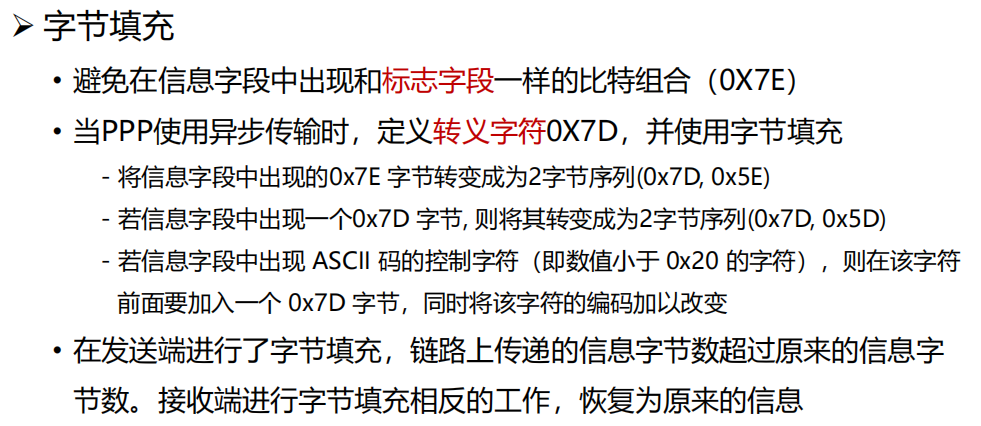 ➢ 字节填充
• 避免在信息字段中出现和标志字段一样的比特组合（0X7E）
• 当PPP使用异步传输时，定义转义字符0X7D，并使用字节填充
- 将信息字段中出现的0x7E 字节转变成为2字节序列(0x7D, 0x5E)
- 若信息字段中出现一个0x7D 字节, 则将其转变成为2字节序列(0x7D, 0x5D)
- 若信息字段中出现 ASCII 码的控制字符（即数值小于 0x20 的字符），则在该字符
前面要加入一个 0x7D 字节，同时将该字符的编码加以改变
• 在发送端进行了字节填充，链路上传递的信息字节数超过原来的信息字
节数。接收端进行字节填充相反的工作，恢复为原来的信息